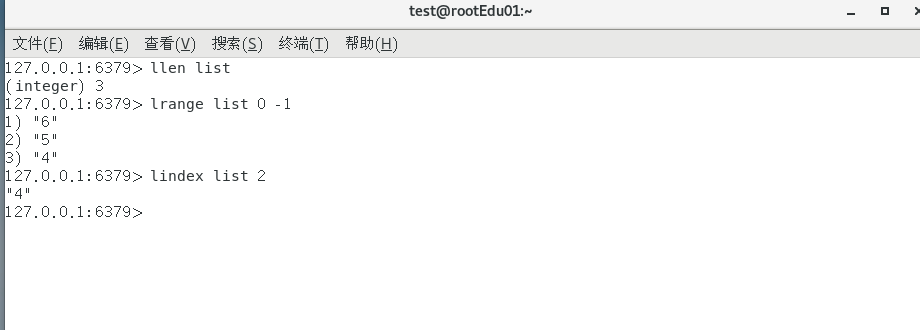 test@rootEdu01:~
文件(F) 编辑(E) 查看(V) 搜索(S) 终端(T) 帮助(H)
127.0.0.1:6379> llen list
(integer) 3
127.0.0.1:6379> lrange list 0 -1
1) "6"
2) "5"
3) "4"
127.0.0.1:6379> lindex list 2
"4"
127.0.0.1:6379>